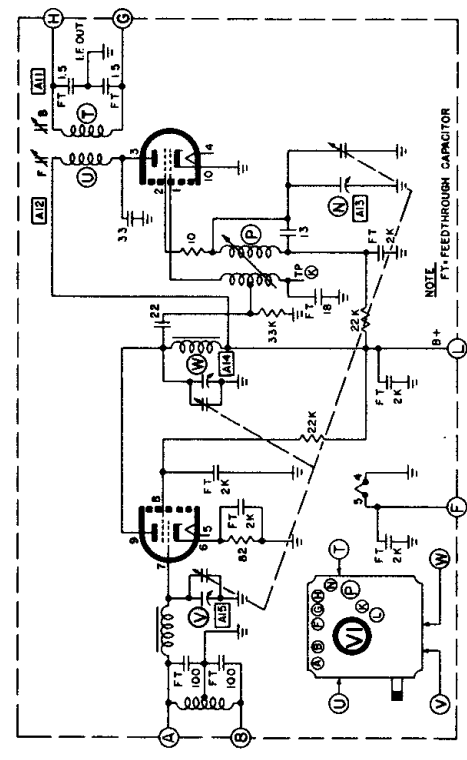 A
B
FT
100
FT
100
V
A15
7
9
8
6
15
82
FT
2K
FT
2K
22K
W
A14
22
33K
FT
18
TP
K
22K
P
10
2
1
3
10
14
33
13
N
A13
FT
2K
A12
F
U
A11
8
T
FT
1.5
FT
1.5
I.F. OUT
H
G
B+
L
FT
2K
5
4
FT
2K
F
A
B
F
G
H
N
P
K
L
V1
T
U
V
W
NOTE
FT=FEEDTHROUGH CAPACITOR